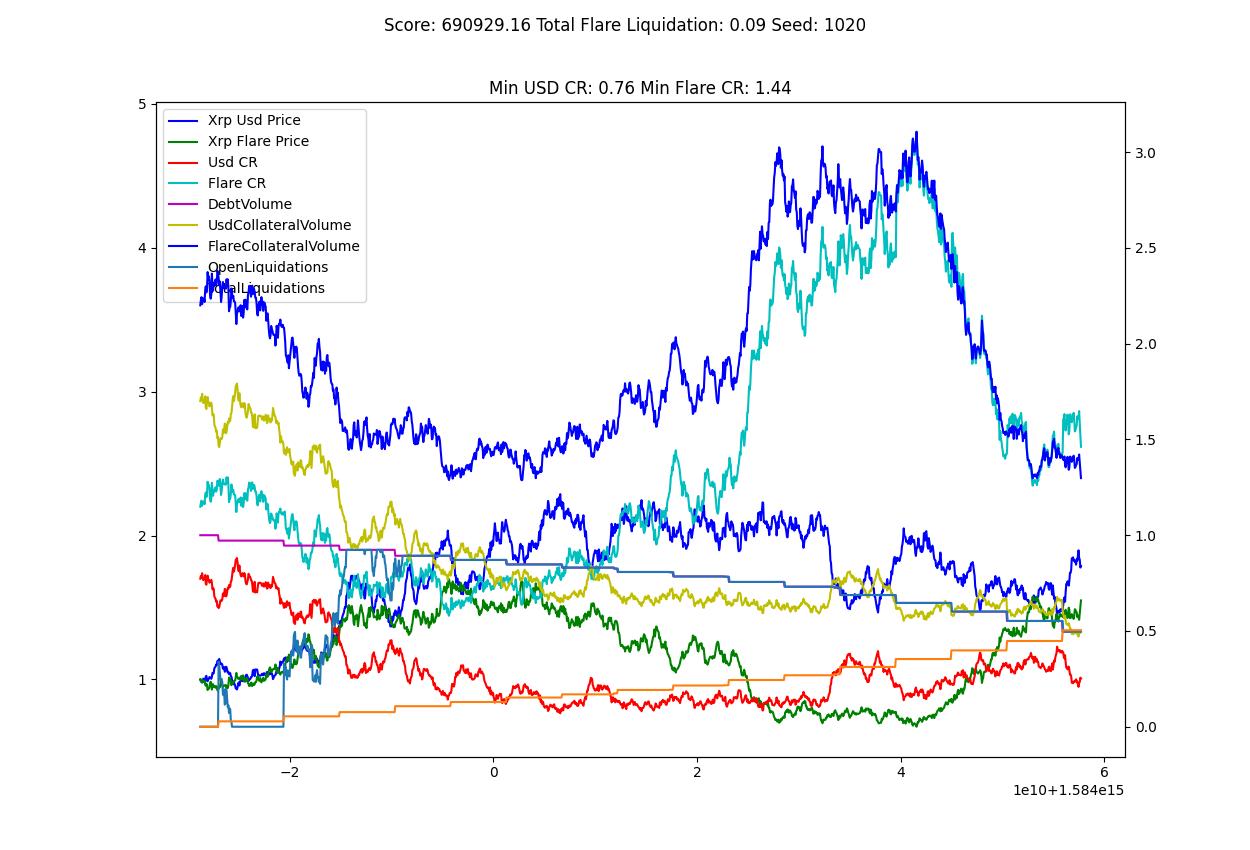 Score: 690929.16 Total Flare Liquidation: 0.09 Seed: 1020
Min USD CR: 0.76 Min Flare CR: 1.44
Xrp Usd Price
Xrp Flare Price
Usd CR
Flare CR
DebtVolume
UsdCollateralVolume
FlareCollateralVolume
OpenLiquidations
TotalLiquidations
5
4
3
2
1
3.0
2.5
2.0
1.5
1.0
0.5
0.0
−2
0
2
4
6
1e10+1.584e15